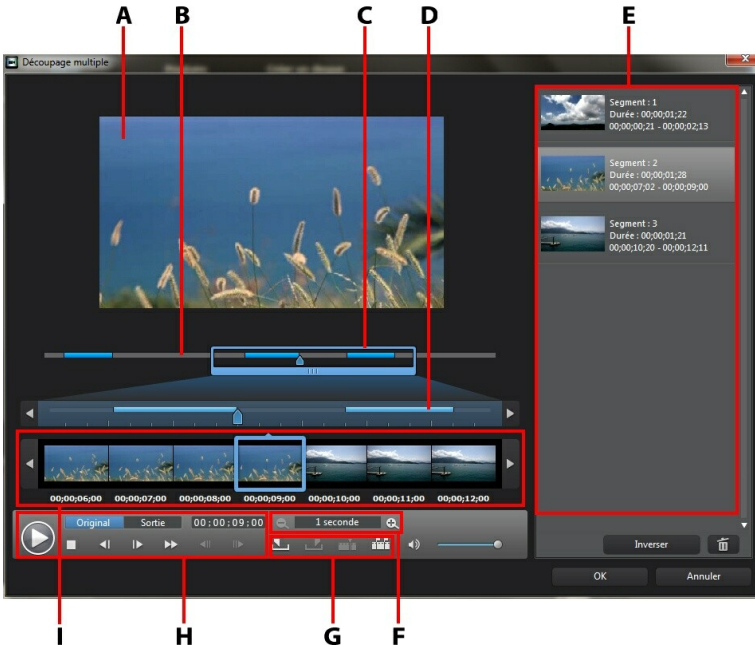 A B C D E
Découpage multiple
Segment : 1
Durée : 00;00;01;22
00;00;00;21 - 00;00;02;13
Segment : 2
Durée : 00;00;01;28
00;00;07;02 - 00;00;09;00
Segment : 3
Durée : 00;00;01;21
00;00;10;20 - 00;00;12;11
00;00;06;00 00;00;07;00 00;00;08;00 00;00;09;00 00;00;10;00 00;00;11;00 00;00;12;00
Original Sortie 00;00;09;00 1 seconde
Inverser
OK Annuler
I H G F